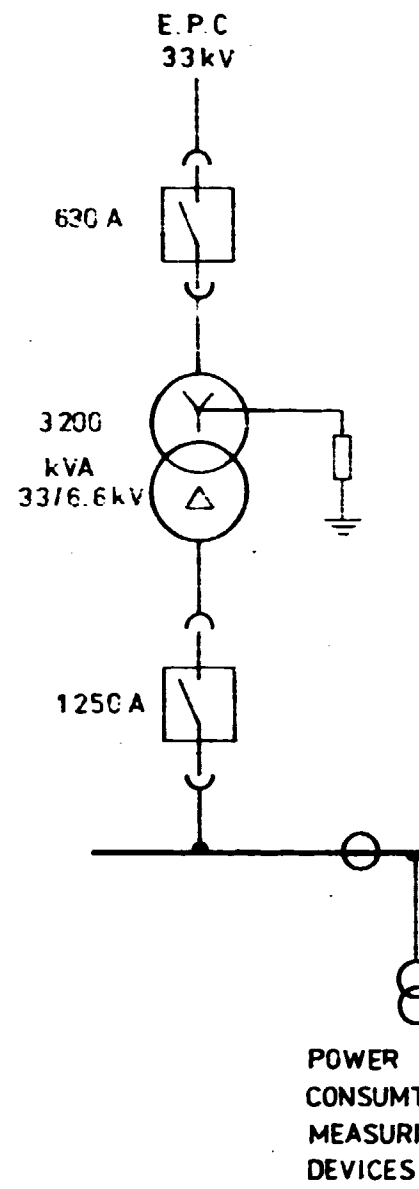 E.P.C
33kV
630 A
3200
kVA
33/6.6kV
1250 A
POWER
CONSUMT
MEASURI
DEVICES